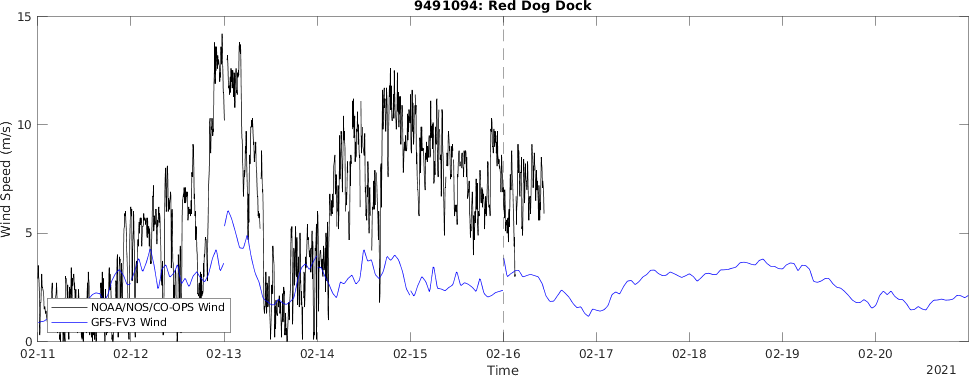 9491094: Red Dog Dock
15
10
5
0
Wind Speed (m/s)
NOAA/NOS/CO-OPS Wind
GFS-FV3 Wind
02-11 02-12 02-13 02-14 02-15 02-16 02-17 02-18 02-19 02-20
Time
2021